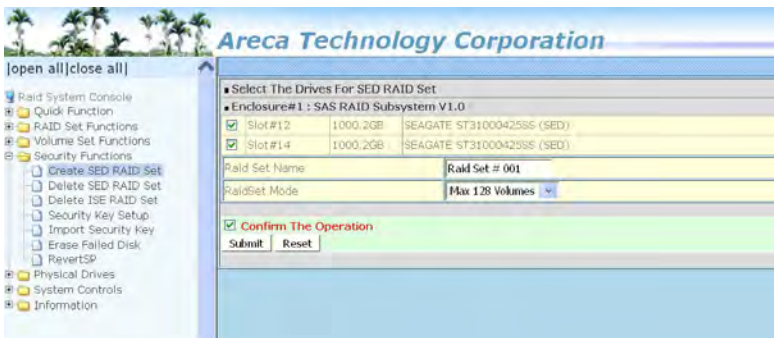 Areca Technology Corporation
|open all|close all|
Raid System Console
Quick Function
RAID Set Functions
Volume Set Functions
Security Functions
Create SED RAID Set
Delete SED RAID Set
Delete ISE RAID Set
Security Key Setup
Import Security Key
Erase Failed Disk
RevertSP
Physical Drives
System Controls
Information
▪ Select The Drives For SED RAID Set
▪ Enclosure#1 : SAS RAID Subsystem V1.0
Slot#12 1000.2GB SEAGATE ST31000425SS (SED)
Slot#14 1000.2GB SEAGATE ST31000425SS (SED)
Raid Set Name Raid Set # 001
RaidSet Mode Max 128 Volumes
Confirm The Operation
Submit Reset